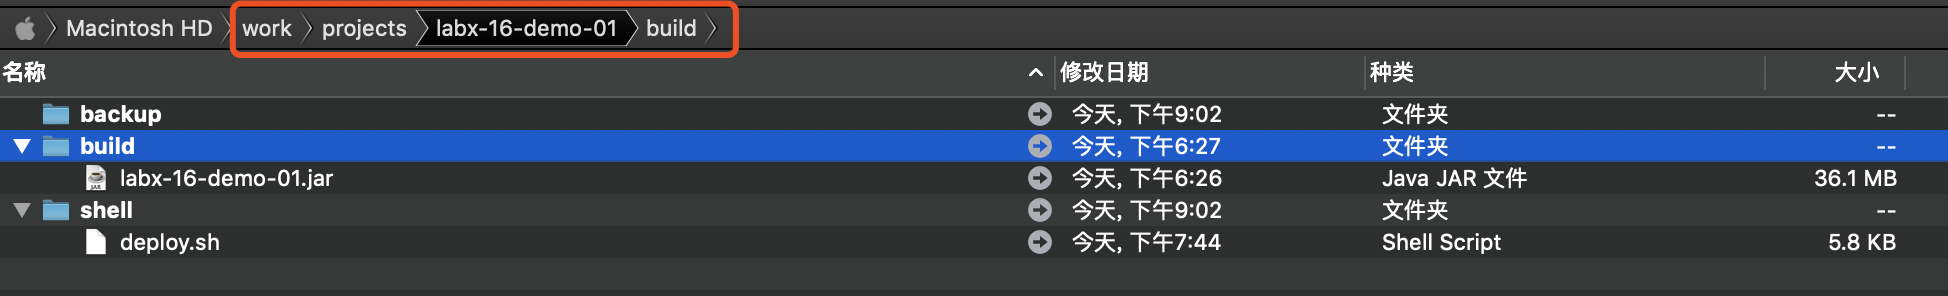 Macintosh HD work projects labx-16-demo-01 build
名称 修改日期 种类 大小
backup 今天, 下午9:02 文件夹 --
build 今天, 下午6:27 文件夹 --
labx-16-demo-01.jar 今天, 下午6:26 Java JAR 文件 36.1 MB
shell 今天, 下午9:02 文件夹 --
deploy.sh 今天, 下午7:44 Shell Script 5.8 KB